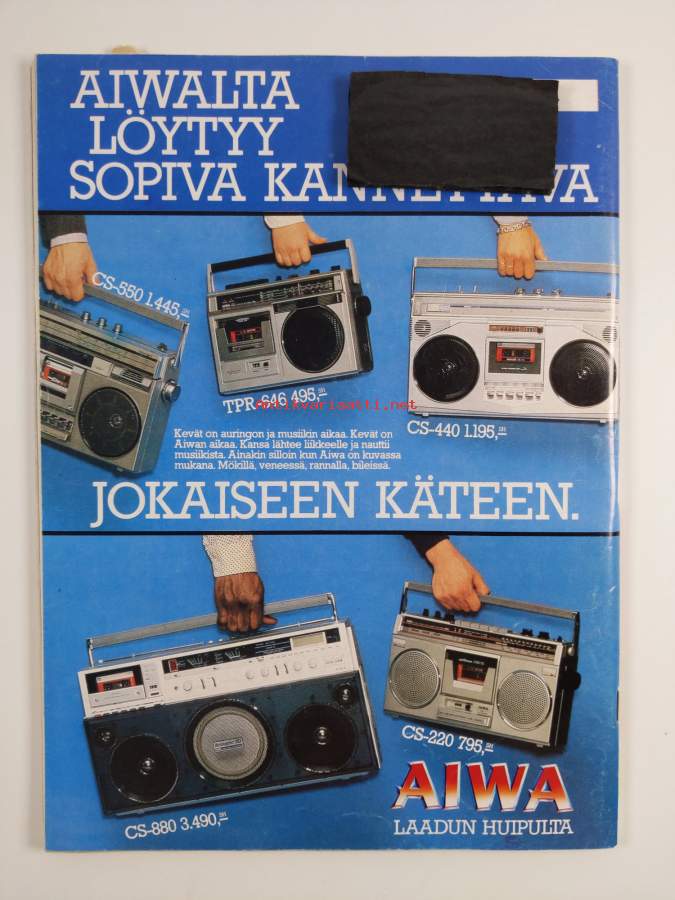 AIWALTA
LÖYTYY
SOPIVA
CS-550 1.445,-
TPR-646 495,-
CS-440 1.195,-
antikvariaatti.net
Kevät on auringon ja musiikin aikaa. Kevät on
Aiwan aikaa. Kansa lähtee liikkeelle ja nauttii
musiikista. Ainakin silloin kun Aiwa on kuvassa
mukana. Mökillä, veneessä, rannalla, bileissä.
JOKAISEEN KÄTEEN.
CS-880 3.490,-
CS-220 795,-
AIWA
LAADUN HUIPULTA